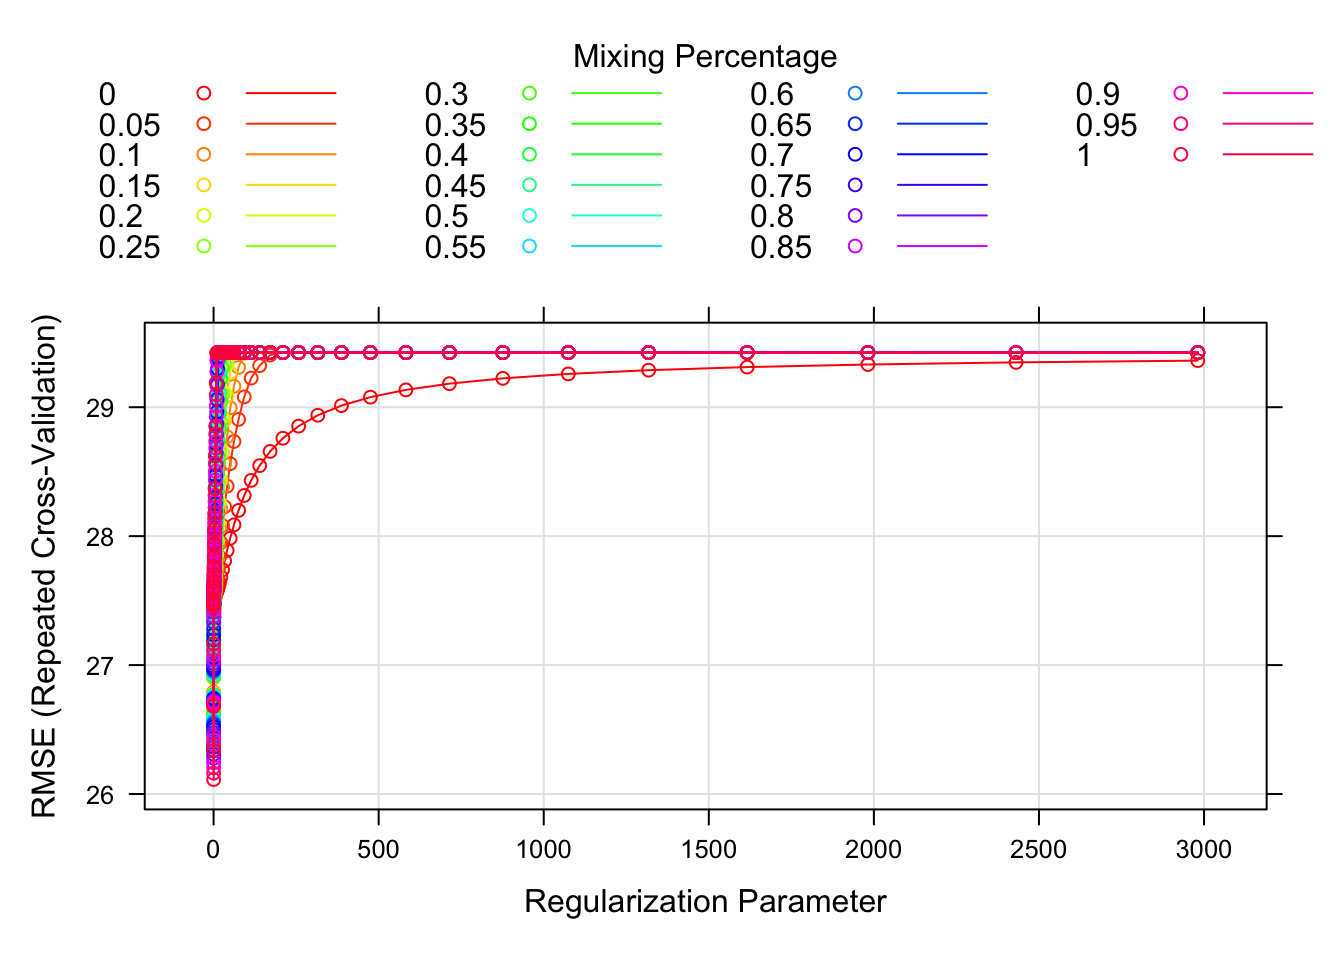 Mixing Percentage
0 0.3 0.6 0.9
0.05 0.35 0.65 0.95
0.1 0.4 0.7 1
0.15 0.45 0.75
0.2 0.5 0.8
0.25 0.55 0.85
RMSE (Repeated Cross-Validation)
29
28
27
26
0 500 1000 1500 2000 2500 3000
Regularization Parameter